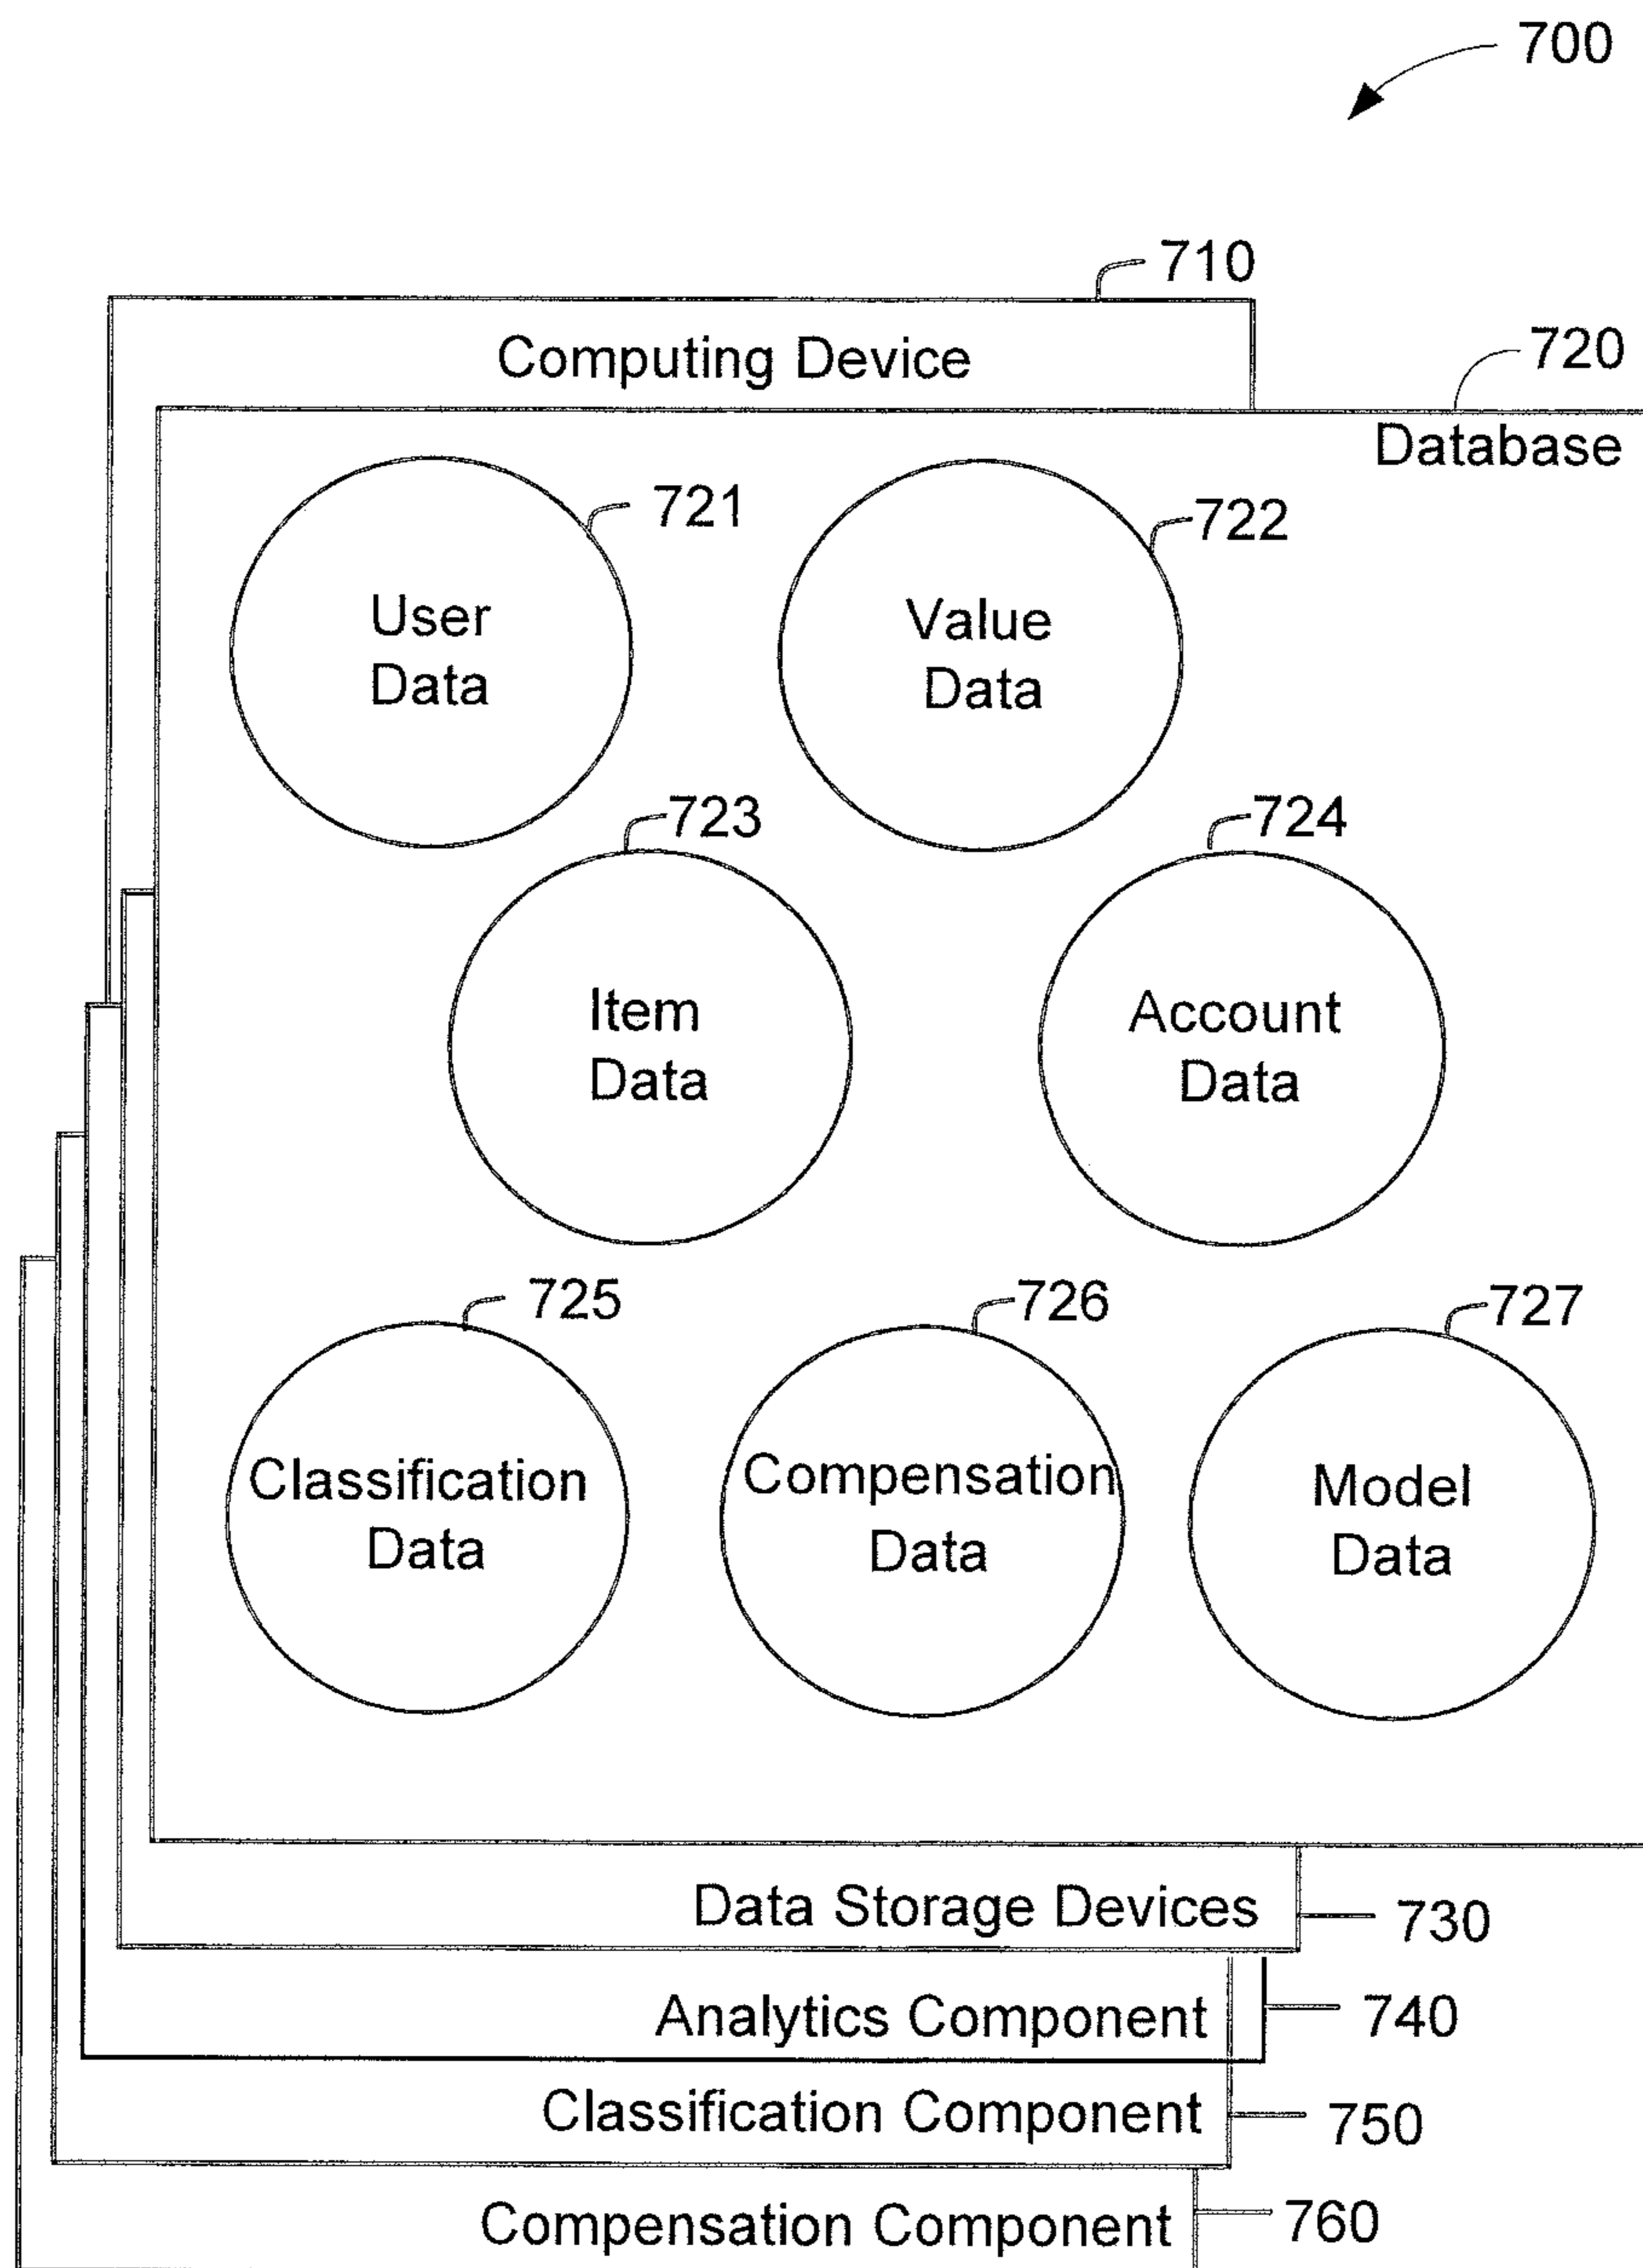 700
710
Computing Device
720
Database
721
722
User
Data
Value
Data
723
724
Item
Data
Account
Data
725
726
727
Classification
Data
Compensation
Data
Model
Data
Data Storage Devices
730
Analytics Component
740
Classification Component
750
Compensation Component
760